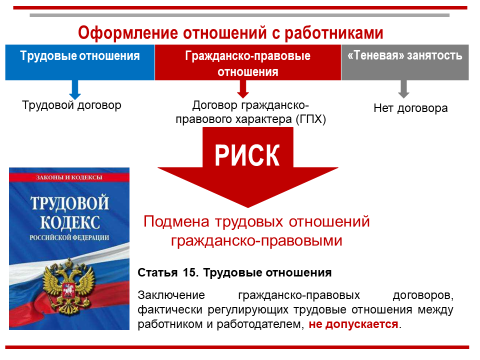 Оформление отношений с работниками
Трудовые отношения
Гражданско-правовые
отношения
«Теневая» занятость
Трудовой договор
Договор гражданско-
правового характера (ГПХ)
Нет договора
РИСК
ЗАКОНЫ И КОДЕКСЫ
ТРУДОВОЙ
КОДЕКС
РОССИЙСКОЙ ФЕДЕРАЦИИ
Подмена трудовых отношений
гражданско-правовыми
Статья 15. Трудовые отношения
Заключение гражданско-правовых договоров,
фактически регулирующих трудовые отношения между
работником и работодателем, не допускается.